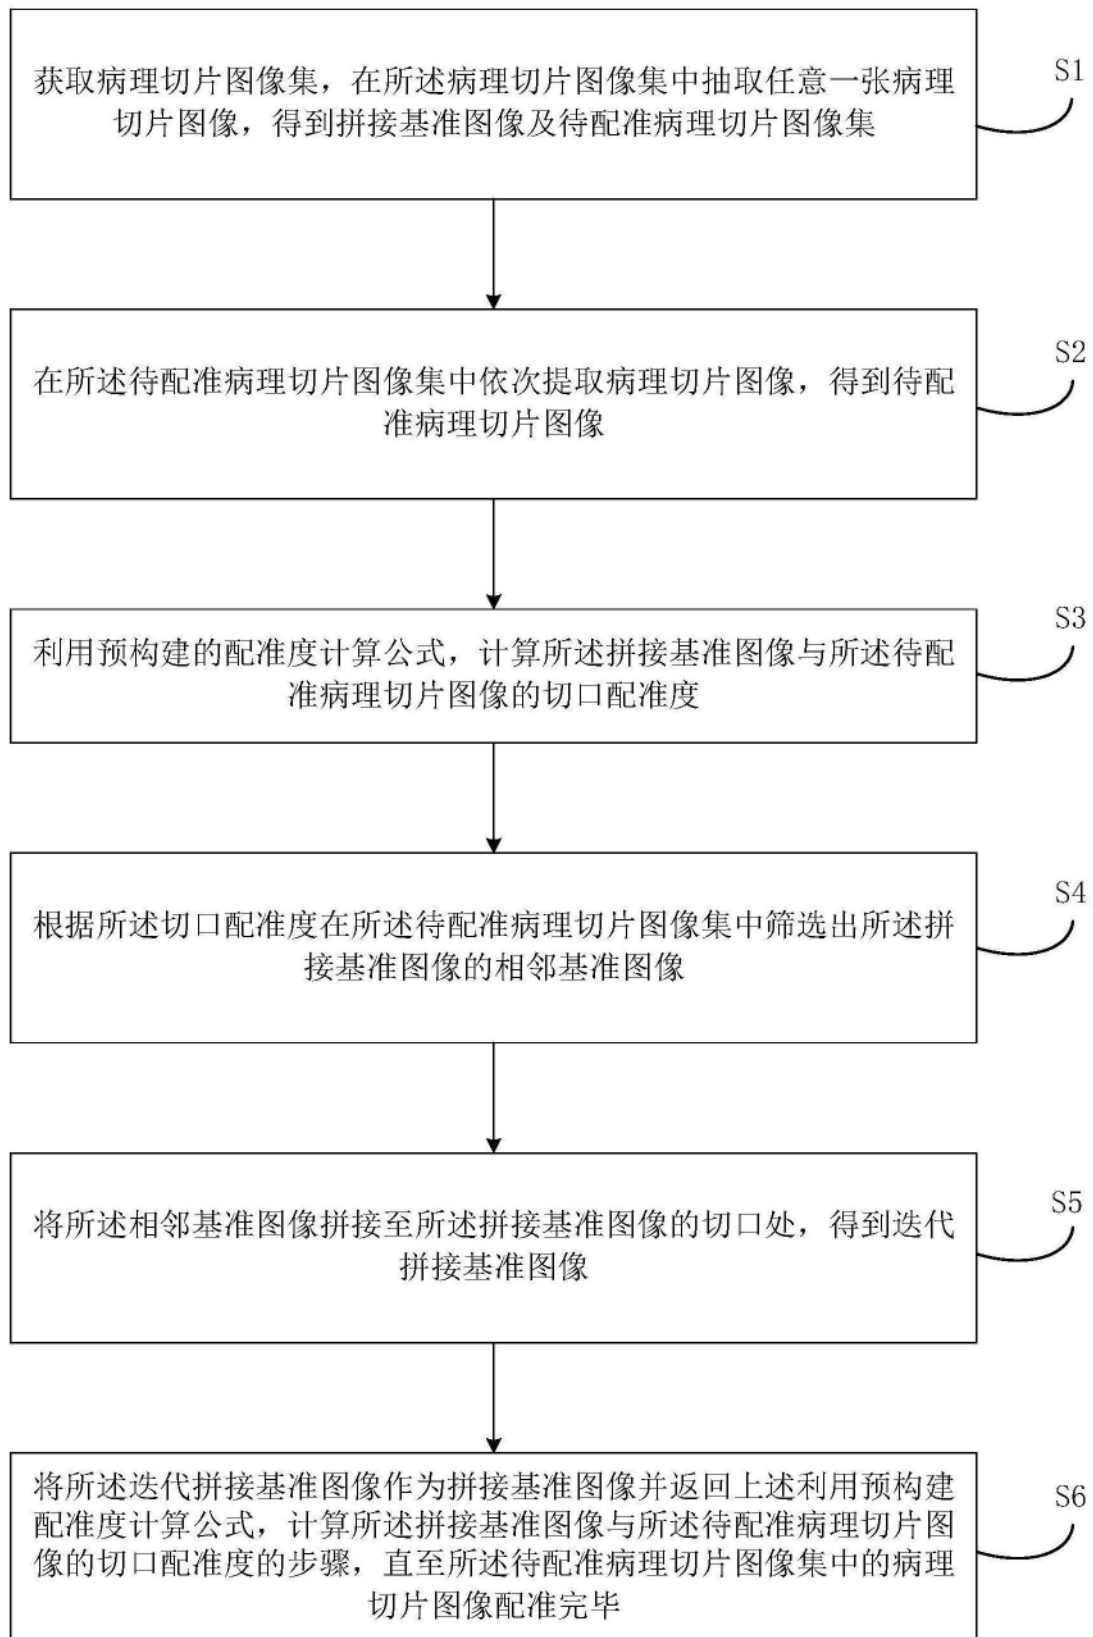 获取病理切片图像集，在所述病理切片图像集中抽取任意一张病理
切片图像，得到拼接基准图像及待配准病理切片图像集
S1
在所述待配准病理切片图像集中依次提取病理切片图像，得到待配
准病理切片图像
S2
利用预构建的配准度计算公式，计算所述拼接基准图像与所述待配
准病理切片图像的切口配准度
S3
根据所述切口配准度在所述待配准病理切片图像集中筛选出所述拼
接基准图像的相邻基准图像
S4
将所述相邻基准图像拼接至所述拼接基准图像的切口处，得到迭代
拼接基准图像
S5
将所述迭代拼接基准图像作为拼接基准图像并返回上述利用预构建
配准度计算公式，计算所述拼接基准图像与所述待配准病理切片图
像的切口配准度的步骤，直至所述待配准病理切片图像集中的病理
切片图像配准完毕
S6